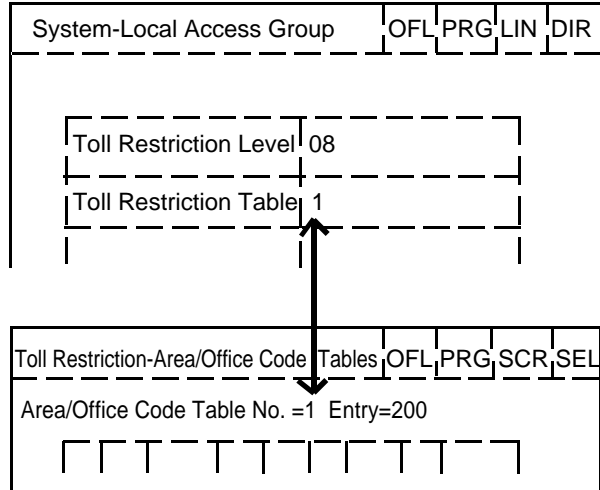 System-Local Access Group OFL PRG LIN DIR
Toll Restriction Level 08
Toll Restriction Table 1
Toll Restriction-Area/Office Code Tables OFL PRG SCR SEL
Area/Office Code Table No. =1 Entry=200